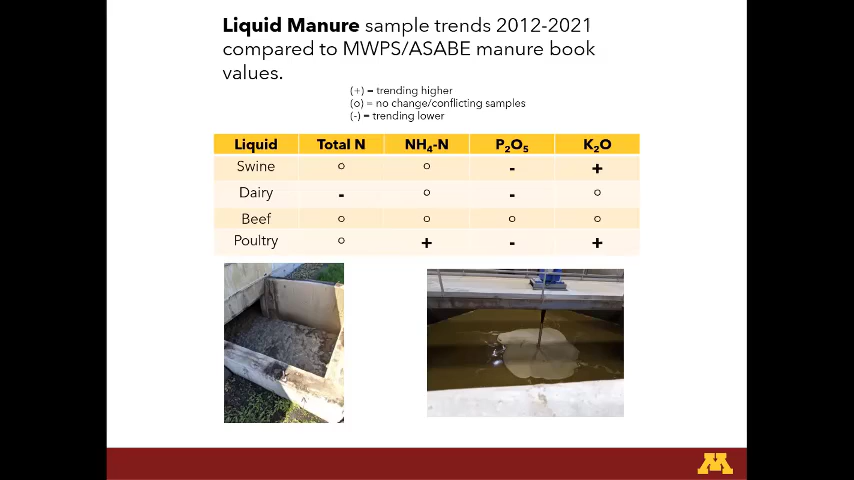 Liquid Manure sample trends 2012-2021
compared to MWPS/ASABE manure book
values.
(+) = trending higher
(o) = no change/conflicting samples
(-) = trending lower
Liquid Total N NH4-N P2O5 K2O
Swine o o - +
Dairy - o - o
Beef o o o o
Poultry o + - +
M